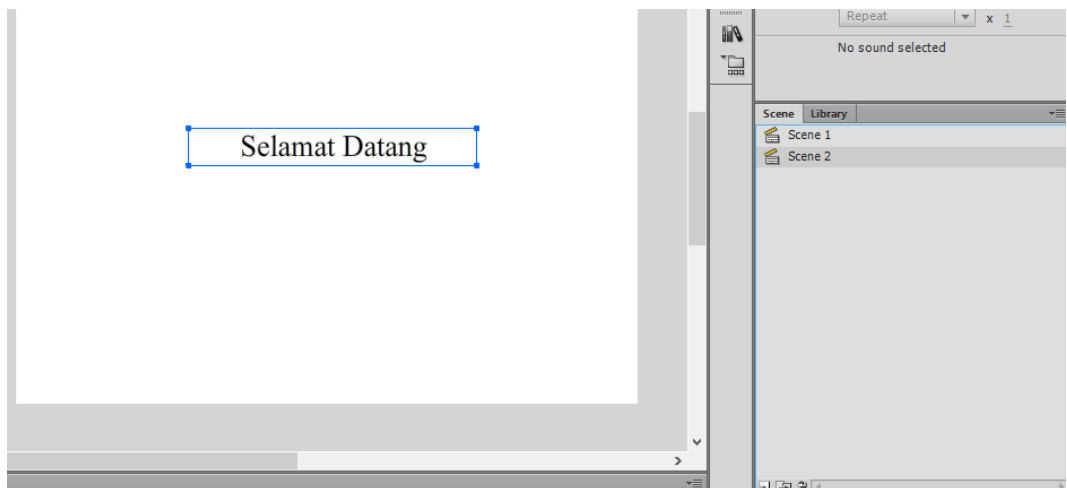 Repeat x 1
No sound selected
Selamat Datang
Scene Library
Scene 1
Scene 2